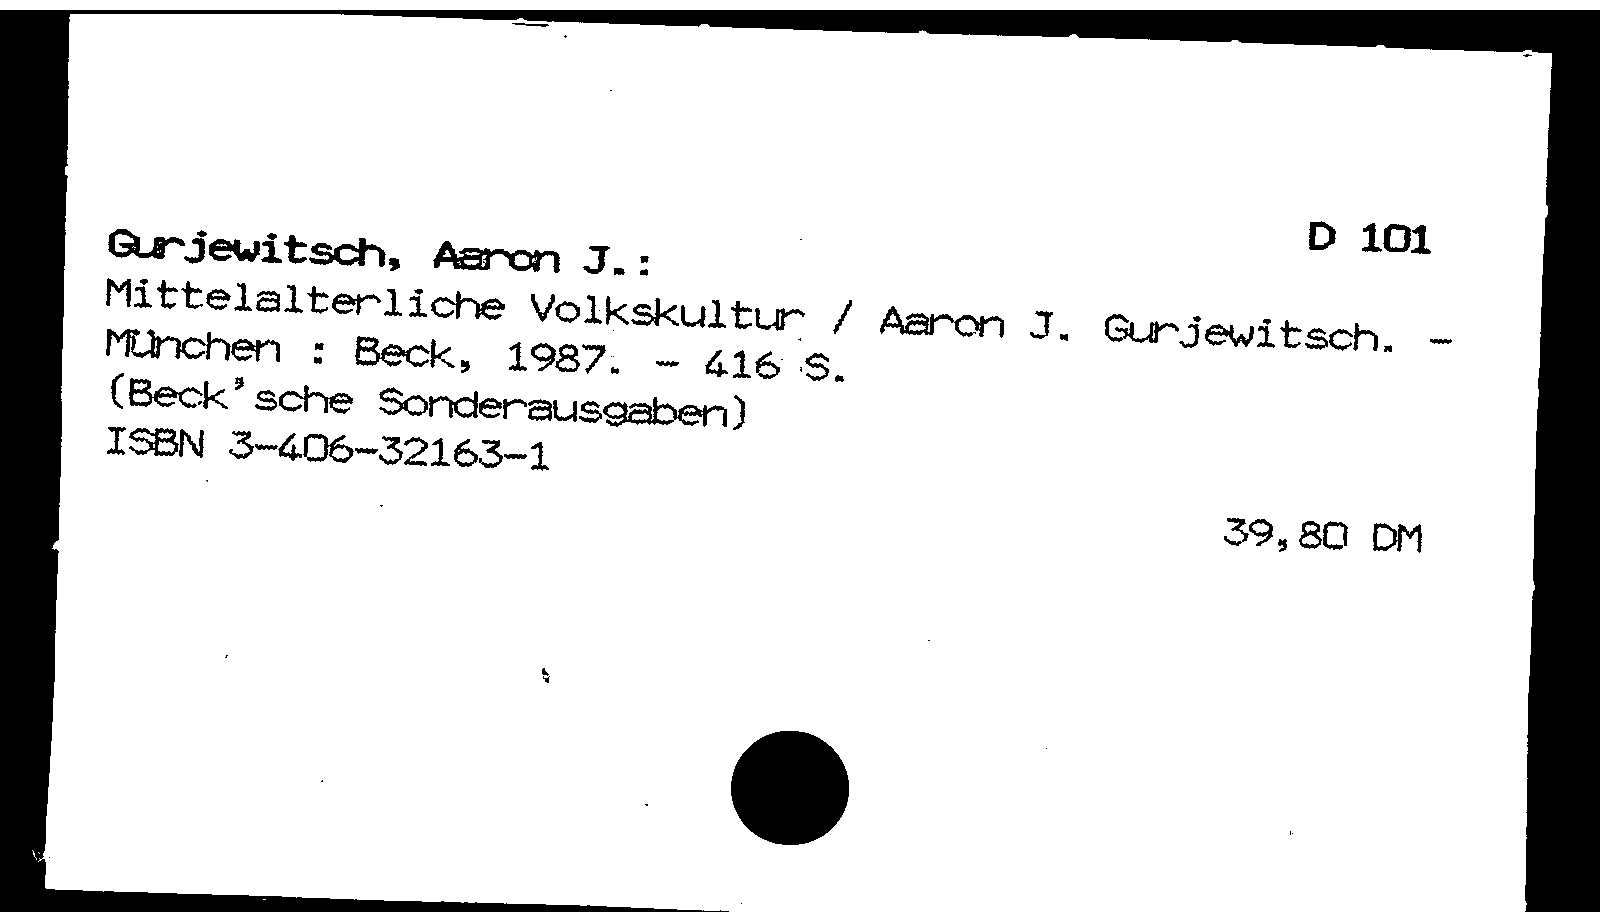 D 101
Gurjewitsch, Aaron J.:
Mittelalterliche Volkskultur / Aaron J. Gurjewitsch. -
München : Beck, 1987. - 416 S.
(Beck'sche Sonderausgaben)
ISBN 3-406-32163-1
39,80 DM